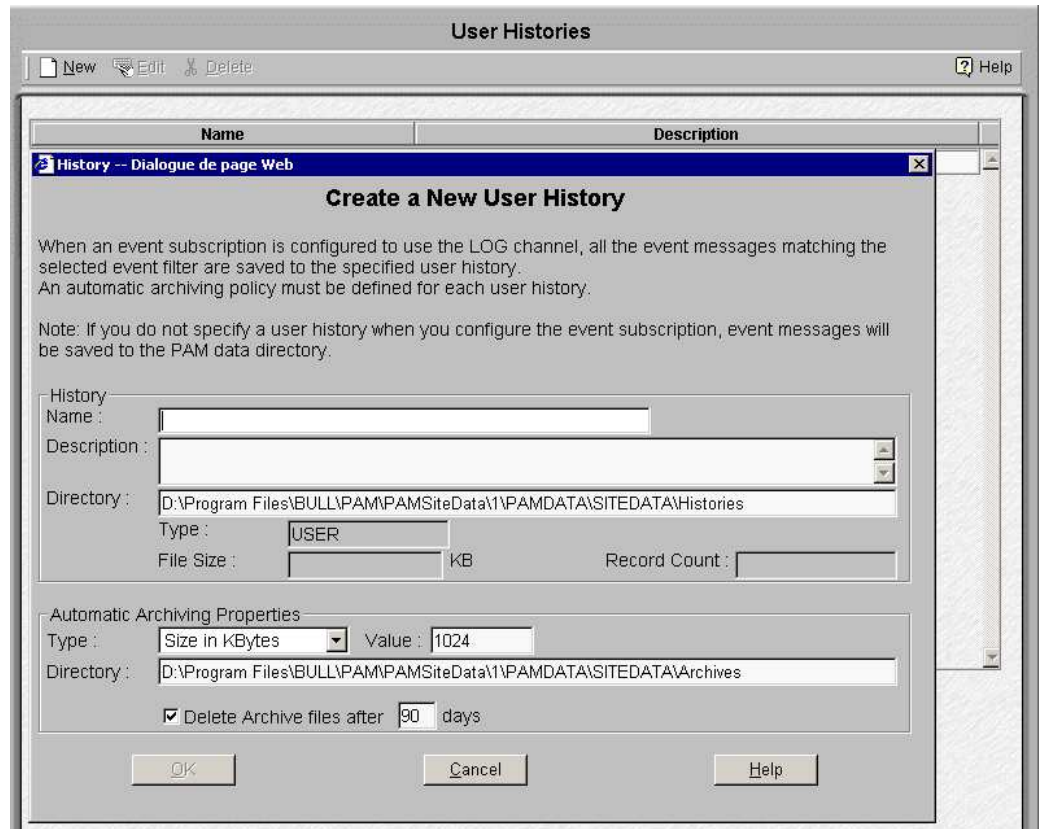 User Histories
New Edit Delete Help
Name Description
History -- Dialogue de page Web
Create a New User History
When an event subscription is configured to use the LOG channel, all the event messages matching the
selected event filter are saved to the specified user history.
An automatic archiving policy must be defined for each user history.
Note: If you do not specify a user history when you configure the event subscription, event messages will
be saved to the PAM data directory.
History
Name :
Description :
Directory : D:\Program Files\BULL\PAM\PAMSiteData\1\PAMDATA\SITEDATA\Histories
Type : USER
File Size : KB Record Count :
Automatic Archiving Properties
Type : Size in KBytes Value : 1024
Directory : D:\Program Files\BULL\PAM\PAMSiteData\1\PAMDATA\SITEDATA\Archives
Delete Archive files after 90 days
OK Cancel Help